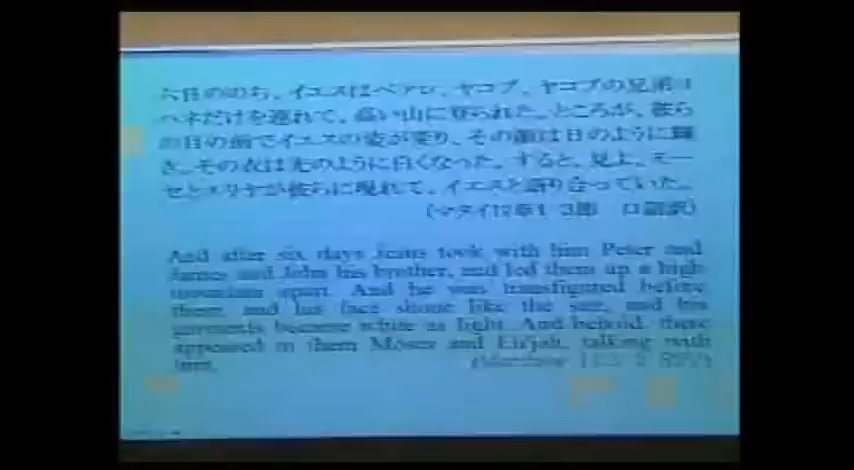 六日ののち、イエスはペテロ、ヤコブ、ヤコブの兄弟ヨ
ハネだけを連れて、高い山に登られた。ところが、彼ら
の目の前でイエスの姿が変り、その顔は日のように輝
き、その衣は光のように白くなった。すると、見よ、モー
セとエリヤが彼らに現れて、イエスと語り合っていた。
(マタイ17章1 3節 口語訳)
And after six days Jesus took with him Peter and
James and John his brother, and led them up a high
mountain apart. And he was transfigured before
them, and his face shone like the sun, and his
garments became white as light. And behold, there
appeared to them Moses and Elijah, talking with
him.
(Matthew